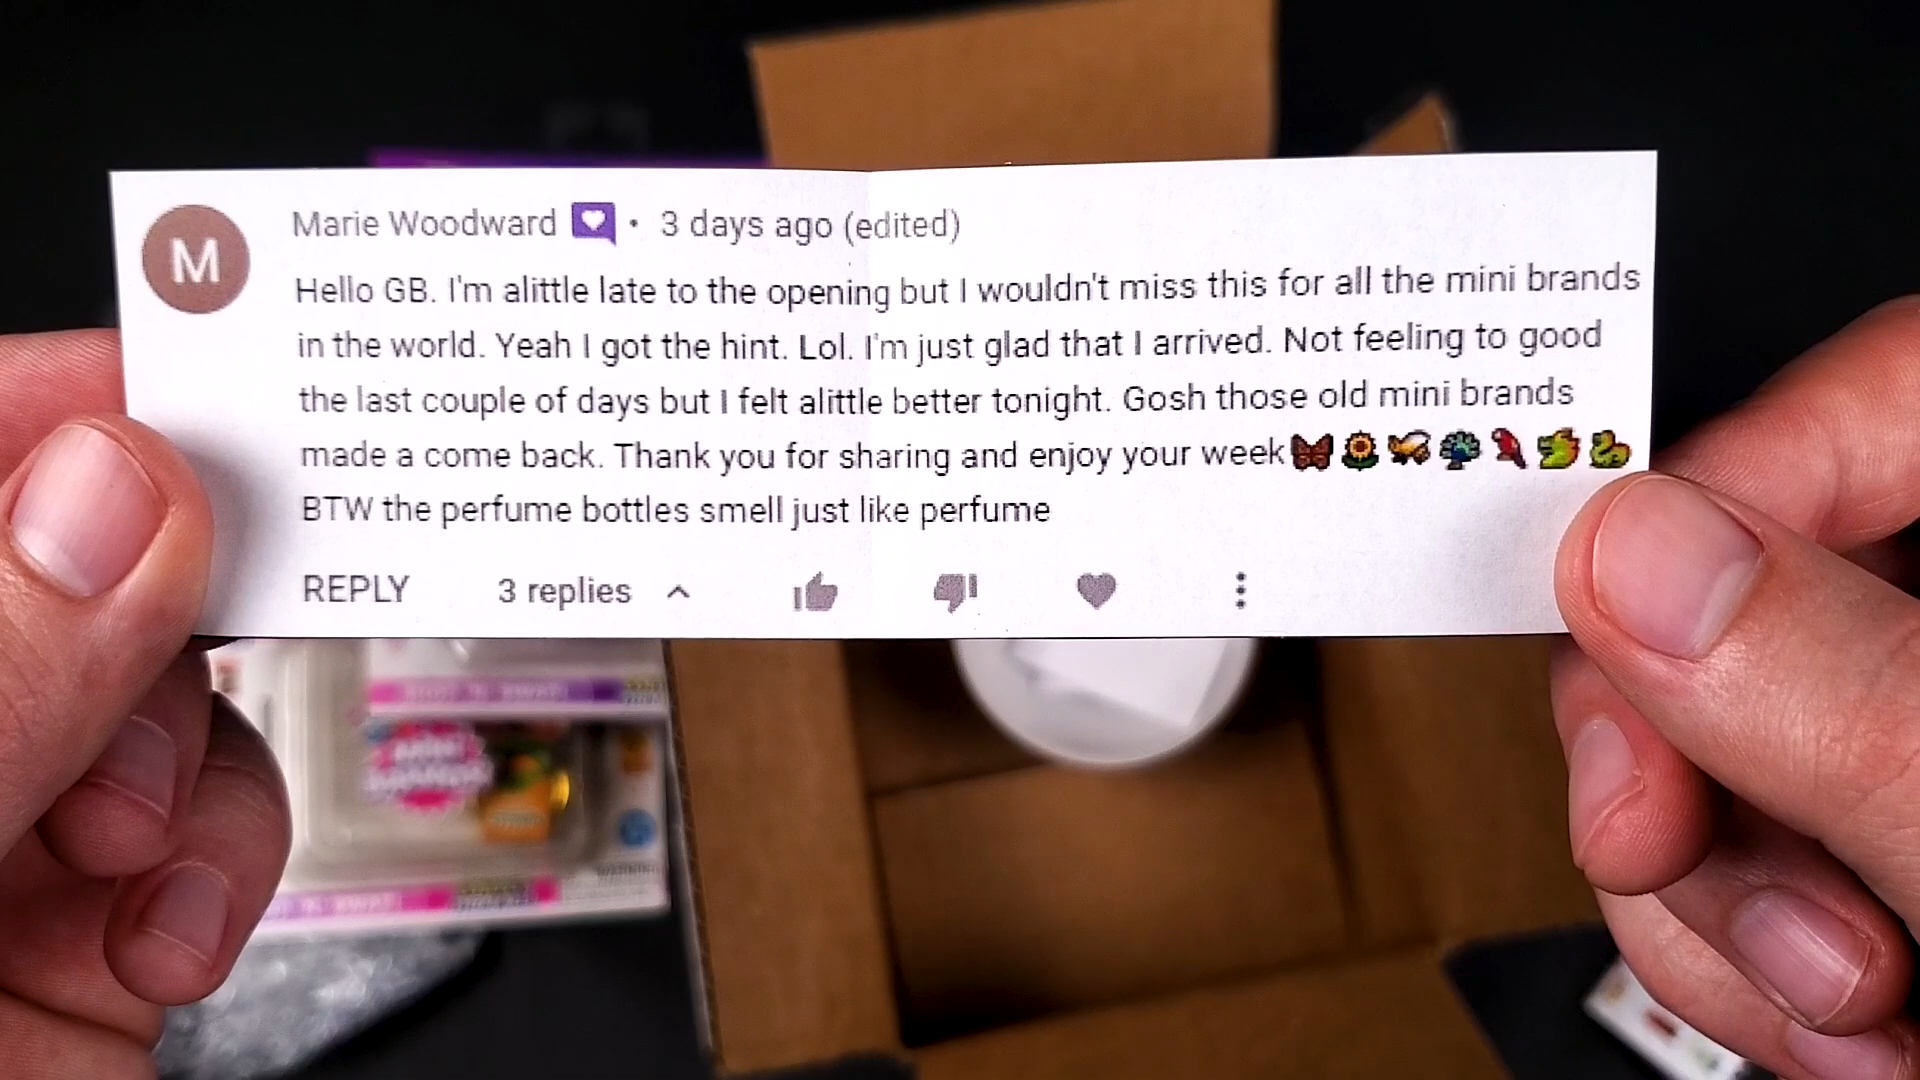 M
Marie Woodward • 3 days ago (edited)
Hello GB. I'm alittle late to the opening but I wouldn't miss this for all the mini brands
in the world. Yeah I got the hint. Lol. I'm just glad that I arrived. Not feeling to good
the last couple of days but I felt alittle better tonight. Gosh those old mini brands
made a come back. Thank you for sharing and enjoy your week🦋🌻🐝🦚🦜🐲🐍
BTW the perfume bottles smell just like perfume
REPLY 3 replies
MINI
BRANDS